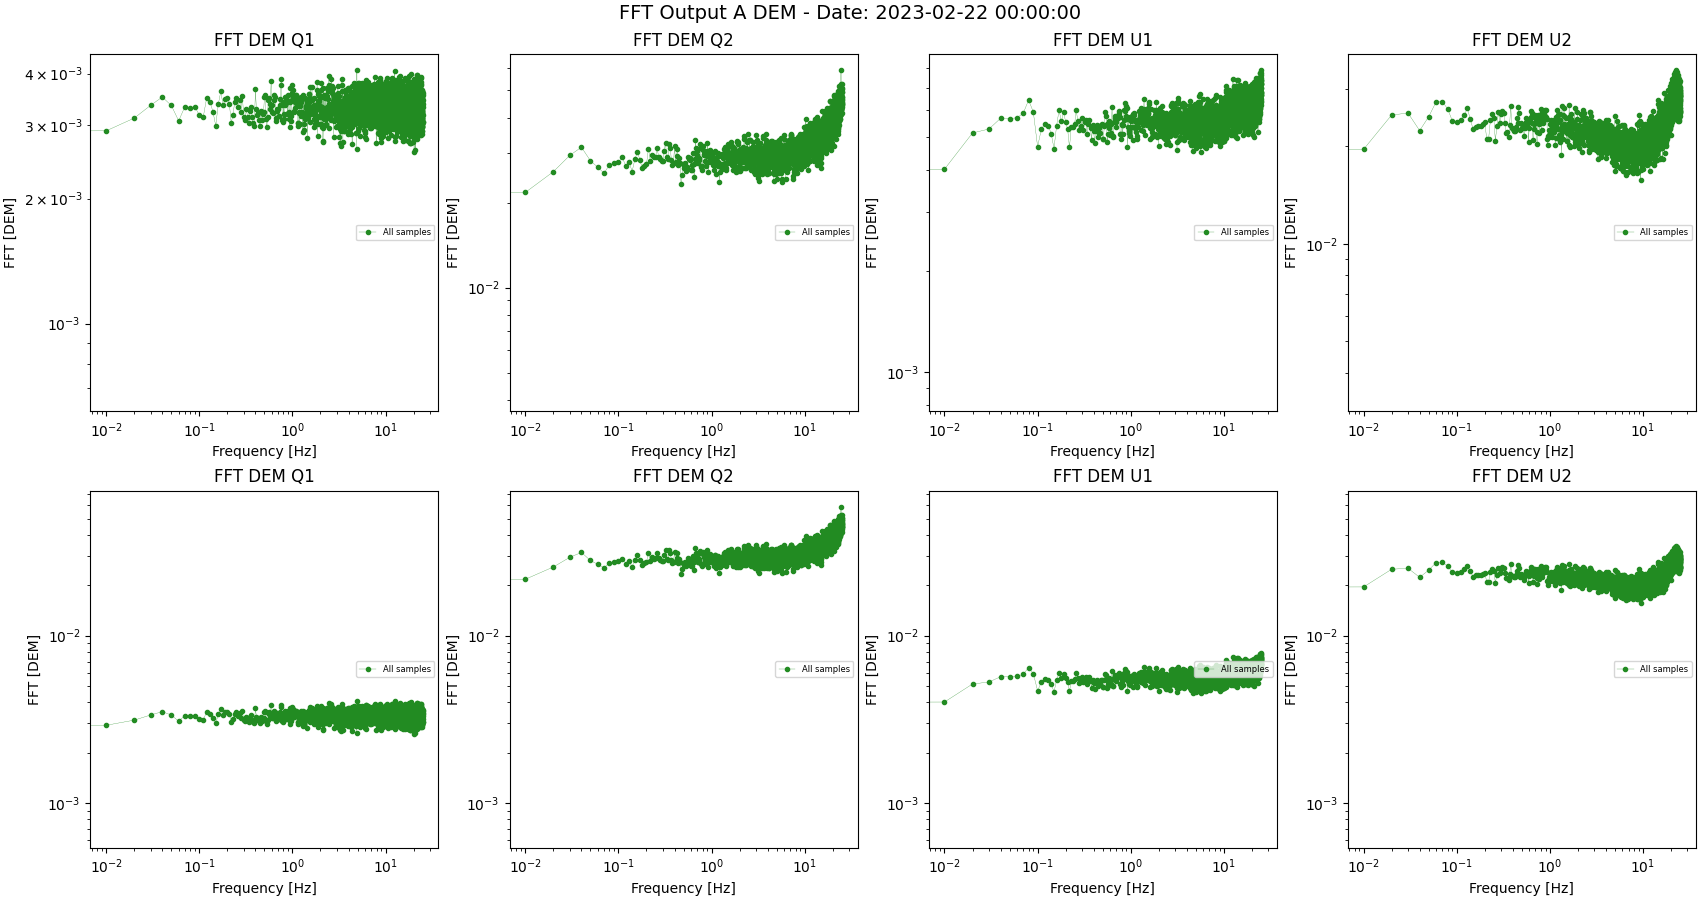 FFT Output A DEM - Date: 2023-02-22 00:00:00
FFT DEM Q1
FFT [DEM]
4 × 10⁻³
3 × 10⁻³
2 × 10⁻³
10⁻³
All samples
10⁻² 10⁻¹ 10⁰ 10¹
Frequency [Hz]
FFT DEM Q2
FFT [DEM]
10⁻²
All samples
10⁻² 10⁻¹ 10⁰ 10¹
Frequency [Hz]
FFT DEM U1
FFT [DEM]
10⁻³
All samples
10⁻² 10⁻¹ 10⁰ 10¹
Frequency [Hz]
FFT DEM U2
FFT [DEM]
10⁻²
All samples
10⁻² 10⁻¹ 10⁰ 10¹
Frequency [Hz]
FFT DEM Q1
FFT [DEM]
10⁻²
10⁻³
All samples
10⁻² 10⁻¹ 10⁰ 10¹
Frequency [Hz]
FFT DEM Q2
FFT [DEM]
10⁻²
10⁻³
All samples
10⁻² 10⁻¹ 10⁰ 10¹
Frequency [Hz]
FFT DEM U1
FFT [DEM]
10⁻²
10⁻³
All samples
10⁻² 10⁻¹ 10⁰ 10¹
Frequency [Hz]
FFT DEM U2
FFT [DEM]
10⁻²
10⁻³
All samples
10⁻² 10⁻¹ 10⁰ 10¹
Frequency [Hz]